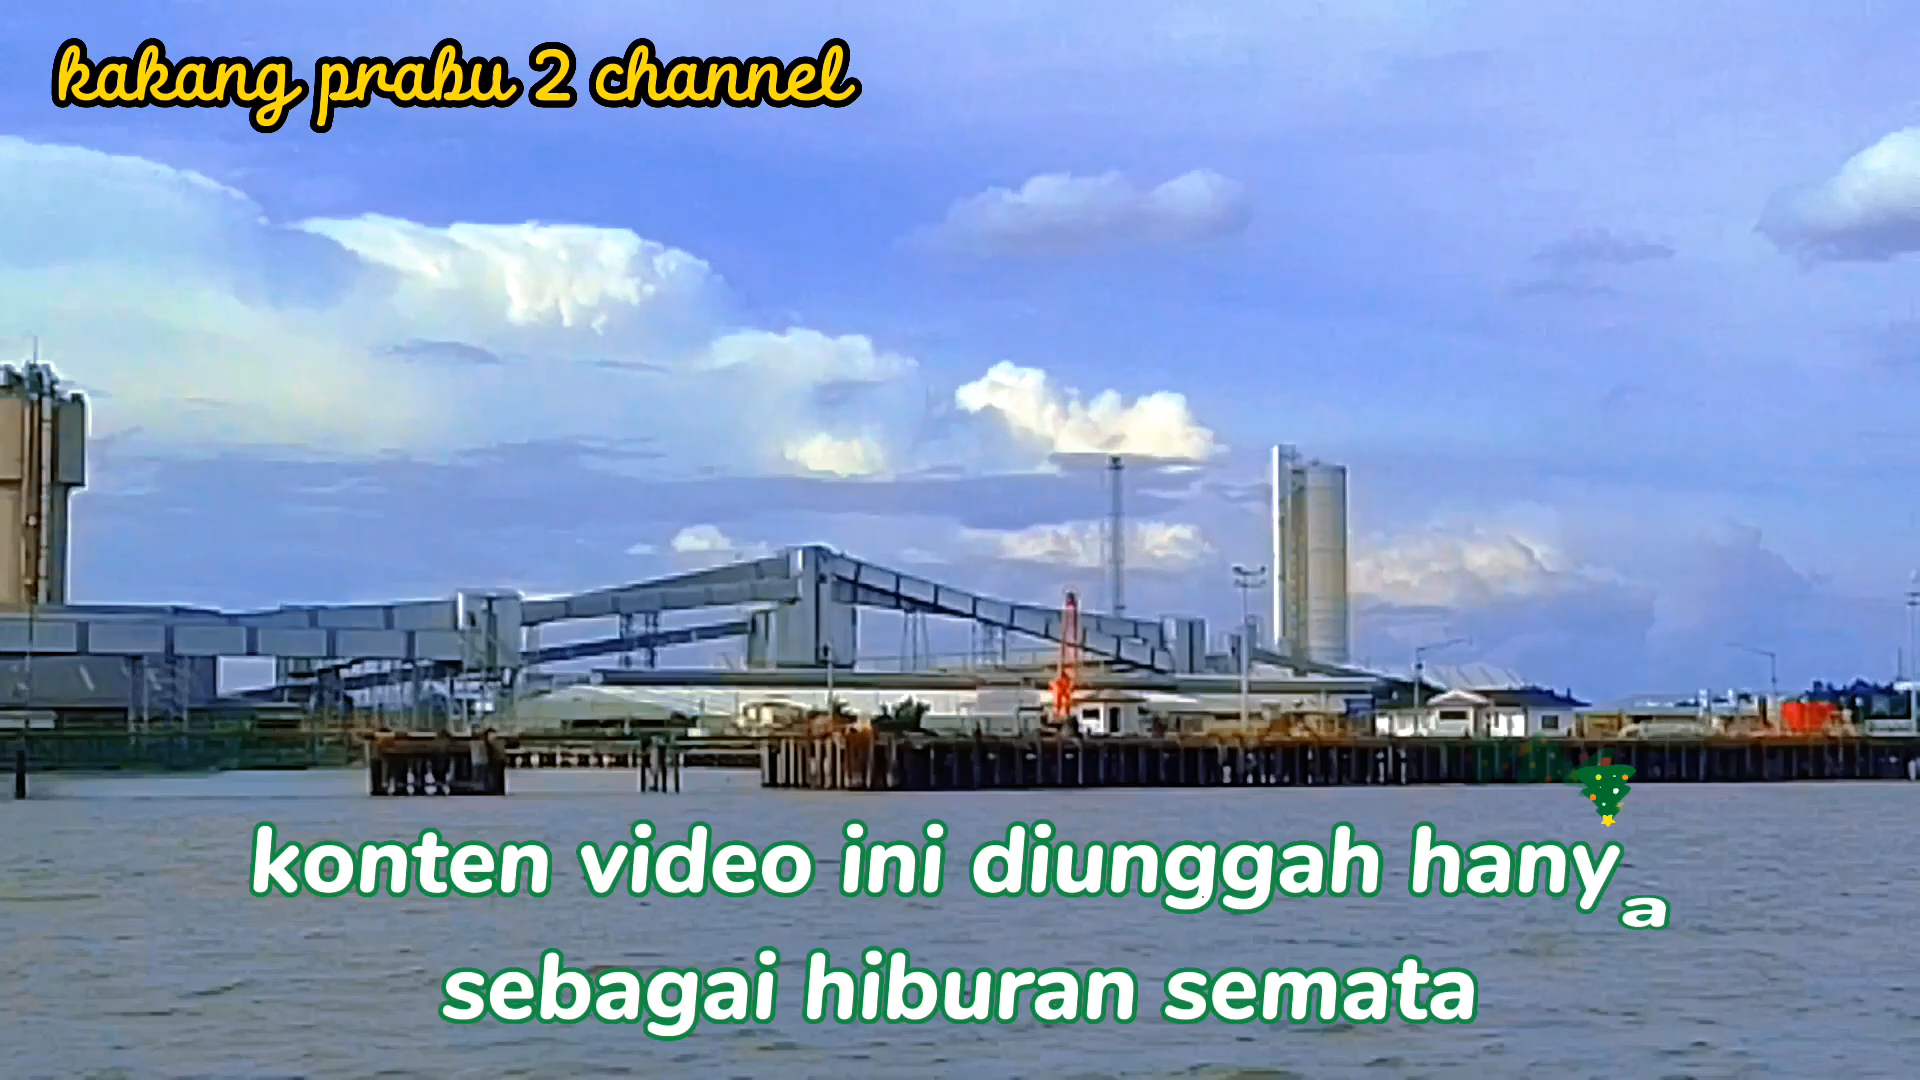 kakang prabu 2 channel
konten video ini diunggah hanya
sebagai hiburan semata